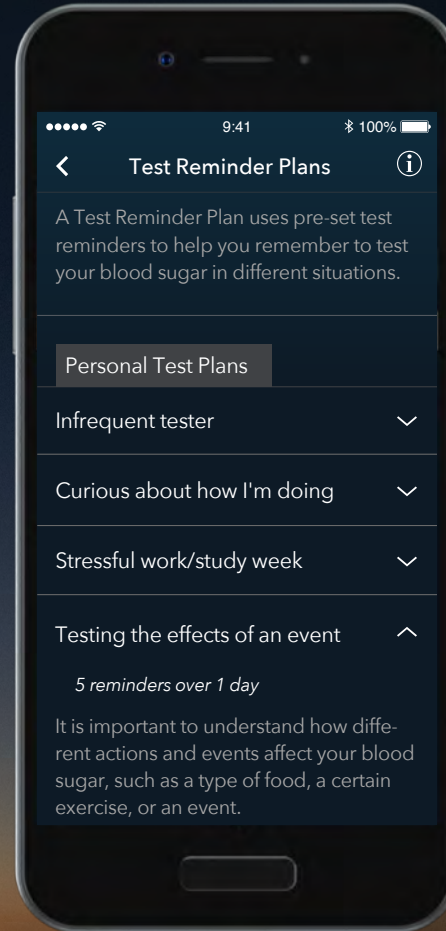 9:41
100%
Test Reminder Plans
A Test Reminder Plan uses pre-set test
reminders to help you remember to test
your blood sugar in different situations.
Personal Test Plans
Infrequent tester
Curious about how I'm doing
Stressful work/study week
Testing the effects of an event
5 reminders over 1 day
It is important to understand how diffe-
rent actions and events affect your blood
sugar, such as a type of food, a certain
exercise, or an event.